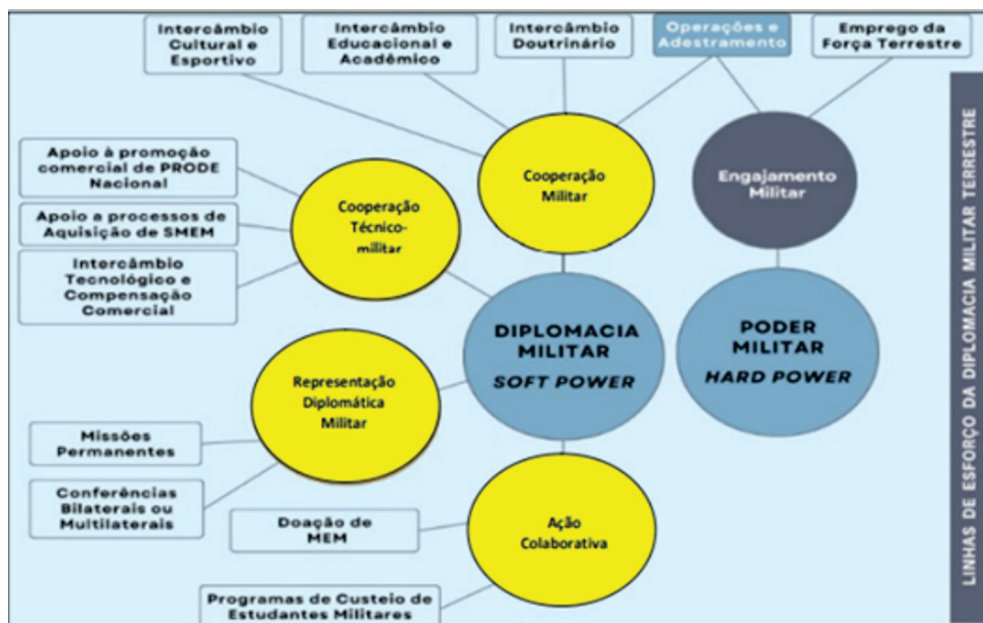 Intercâmbio
Cultural e
Esportivo
Intercâmbio
Educacional e
Acadêmico
Intercâmbio
Doutrinário
Operações e
Adestramento
Emprego da
Força Terrestre
Apoio à promoção
comercial de PRODE
Nacional
Apoio a processos de
Aquisição de SMEM
Intercâmbio
Tecnológico e
Compensação
Comercial
Cooperação
Técnico-
militar
Cooperação
Militar
Engajamento
Militar
DIPLOMACIA
MILITAR
SOFT POWER
PODER
MILITAR
HARD POWER
Representação
Diplomática
Militar
Missões
Permanentes
Conferências
Bilaterais ou
Multilaterais
Doação de
MEM
Ação
Colaborativa
Programas de Custeio de
Estudantes Militares
LINHAS DE ESFORÇO DA DIPLOMACIA MILITAR TERRESTRE